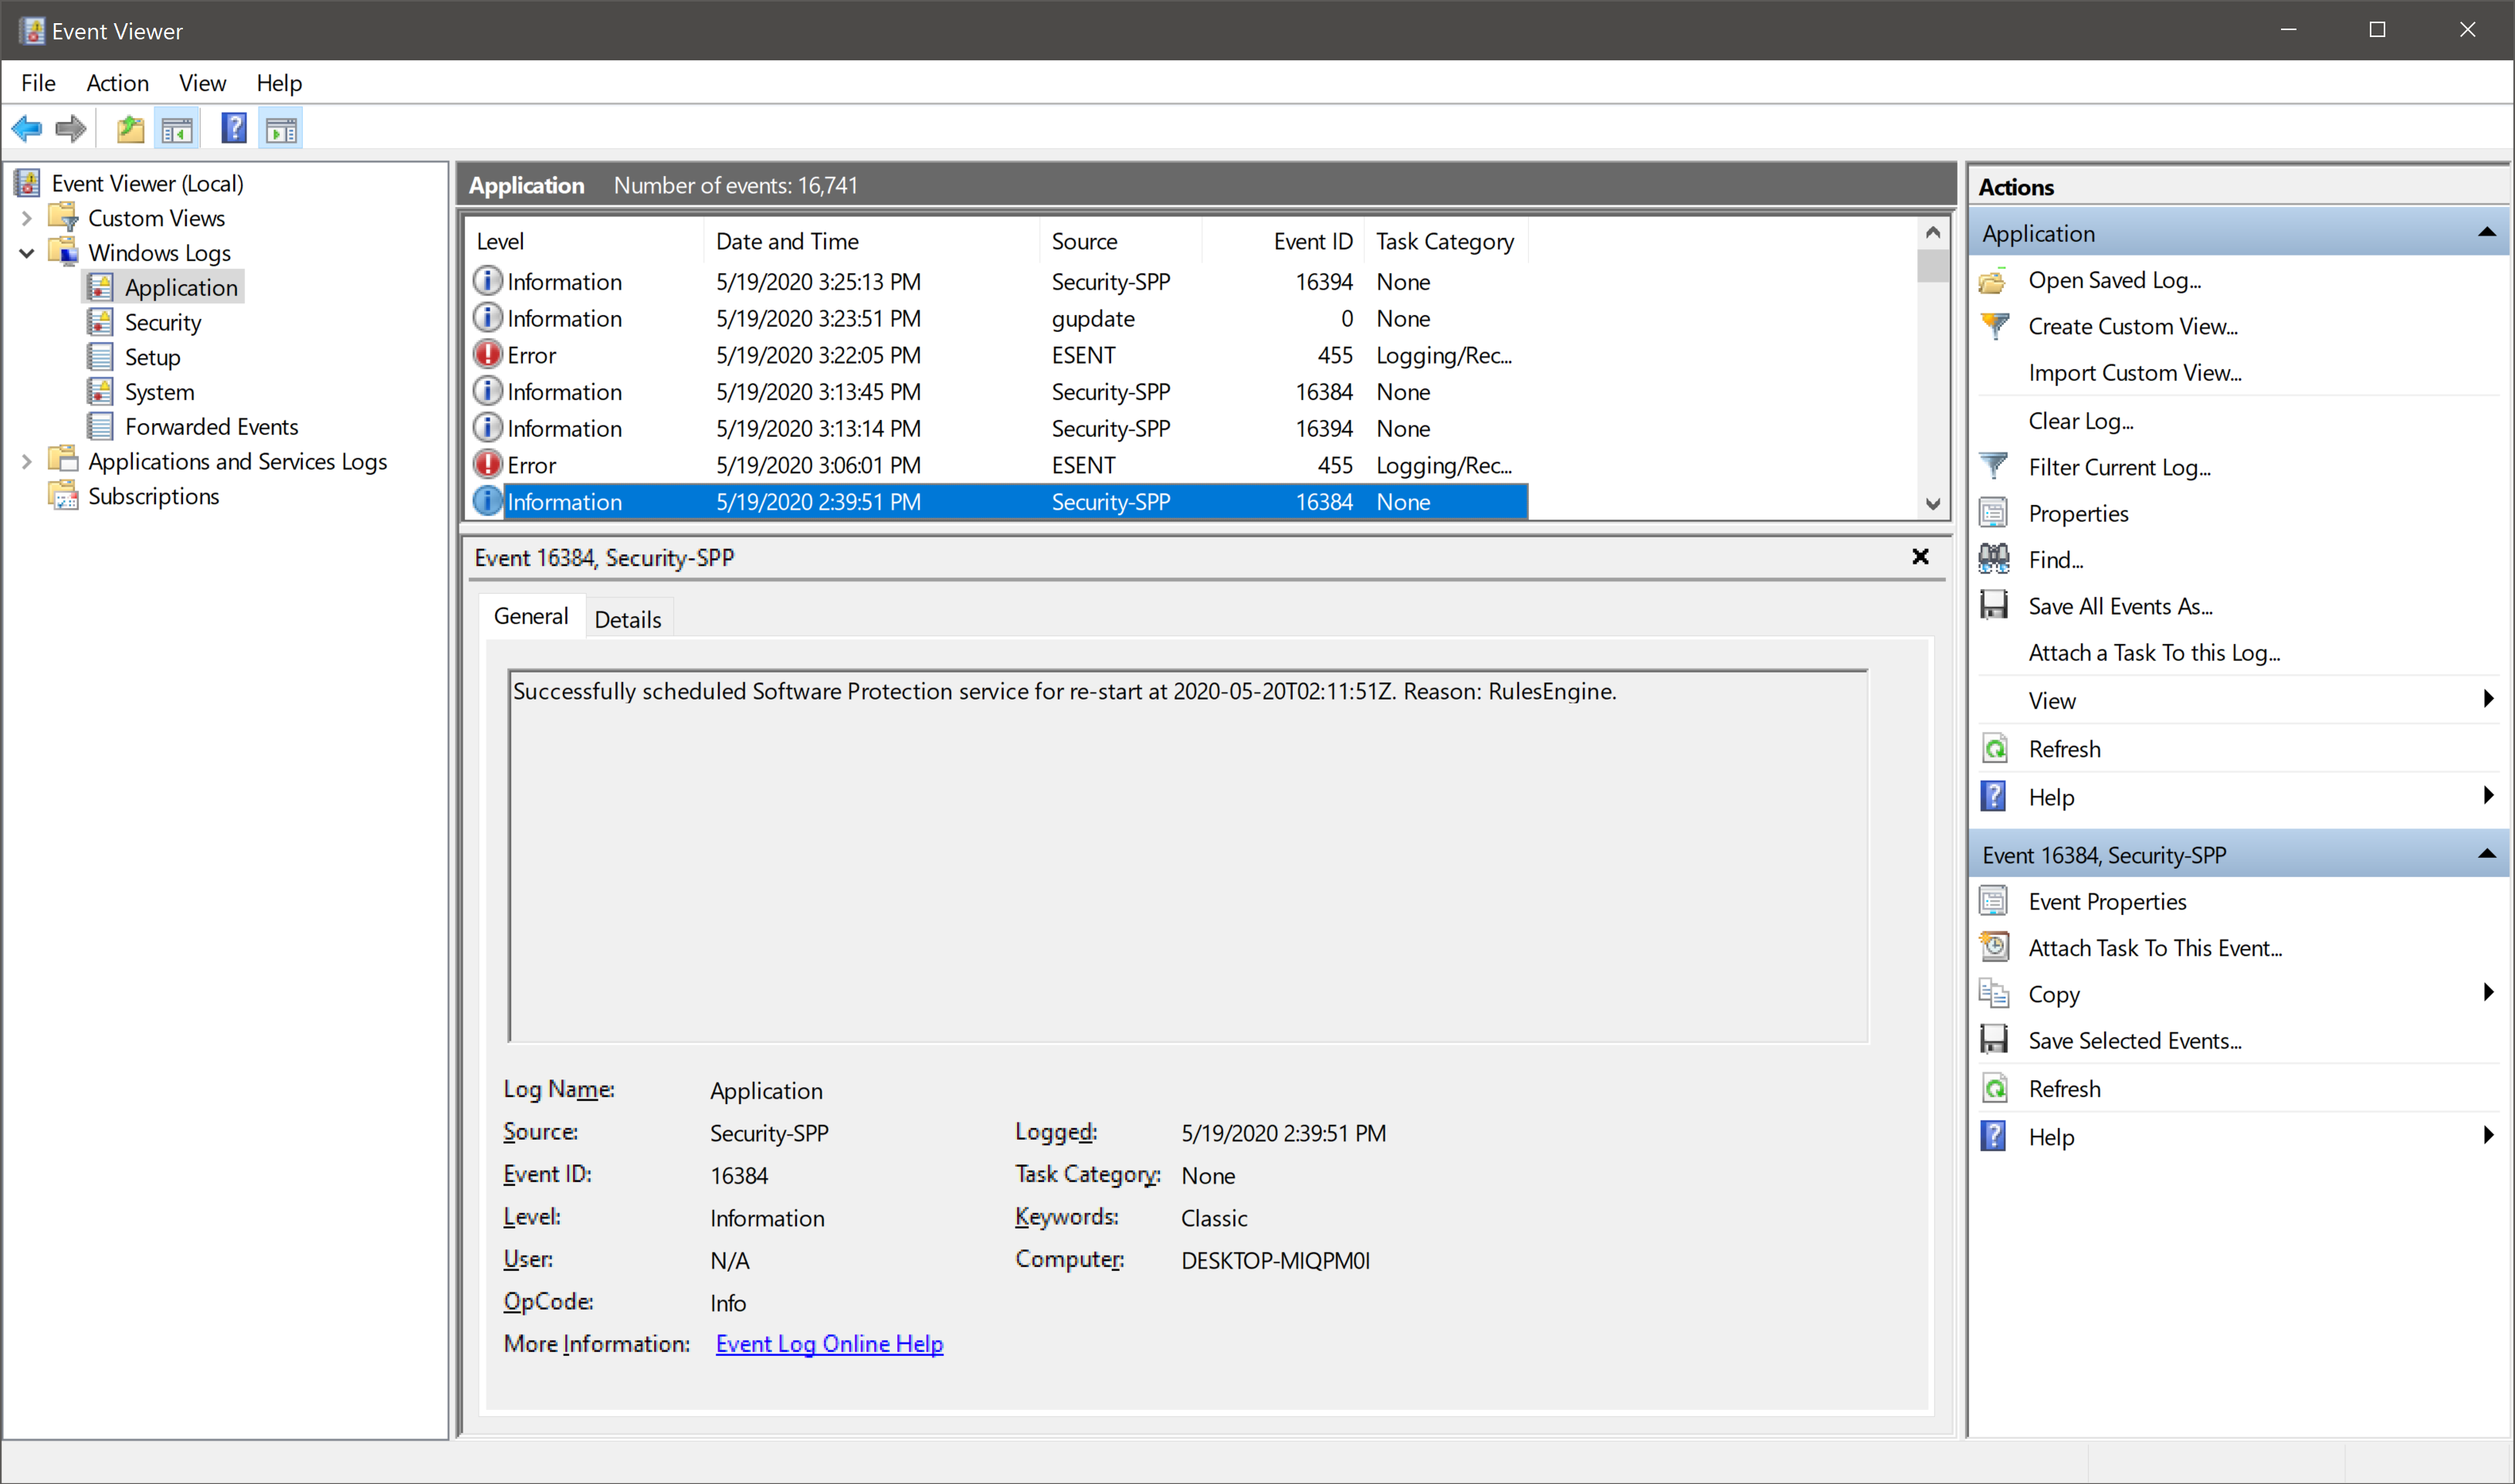 Event Viewer
File Action View Help
Event Viewer (Local)
Custom Views
Windows Logs
Application
Security
Setup
System
Forwarded Events
Applications and Services Logs
Subscriptions
Application Number of events: 16,741
Level Date and Time Source Event ID Task Category
Information 5/19/2020 3:25:13 PM Security-SPP 16394 None
Information 5/19/2020 3:23:51 PM gupdate 0 None
Error 5/19/2020 3:22:05 PM ESENT 455 Logging/Rec...
Information 5/19/2020 3:13:45 PM Security-SPP 16384 None
Information 5/19/2020 3:13:14 PM Security-SPP 16394 None
Error 5/19/2020 3:06:01 PM ESENT 455 Logging/Rec...
Information 5/19/2020 2:39:51 PM Security-SPP 16384 None
Event 16384, Security-SPP
General Details
Successfully scheduled Software Protection service for re-start at 2020-05-20T02:11:51Z. Reason: RulesEngine.
Log Name: Application
Source: Security-SPP Logged: 5/19/2020 2:39:51 PM
Event ID: 16384 Task Category: None
Level: Information Keywords: Classic
User: N/A Computer: DESKTOP-MIQPM0I
OpCode: Info
More Information: Event Log Online Help
Actions
Application
Open Saved Log...
Create Custom View...
Import Custom View...
Clear Log...
Filter Current Log...
Properties
Find...
Save All Events As...
Attach a Task To this Log...
View
Refresh
Help
Event 16384, Security-SPP
Event Properties
Attach Task To This Event...
Copy
Save Selected Events...
Refresh
Help